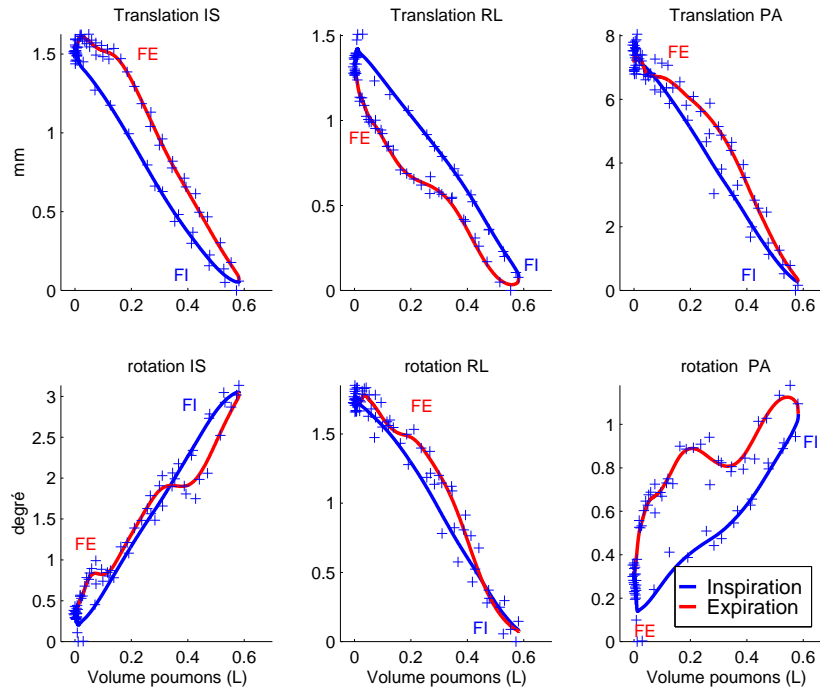 Translation IS
Translation RL
Translation PA
mm
1.5
1
0.5
0
0 0.2 0.4 0.6
FE
FI
1.5
1
0.5
0
0 0.2 0.4 0.6
FE
FI
8
6
4
2
0
0 0.2 0.4 0.6
FE
FI
rotation IS
rotation RL
rotation PA
degré
3
2.5
2
1.5
1
0.5
0
0 0.2 0.4 0.6
FE
FI
Volume poumons (L)
1.5
1
0.5
0
0 0.2 0.4 0.6
FE
FI
Volume poumons (L)
1
0.8
0.6
0.4
0.2
0
0 0.2 0.4 0.6
FE
FI
Inspiration
Expiration
Volume poumons (L)